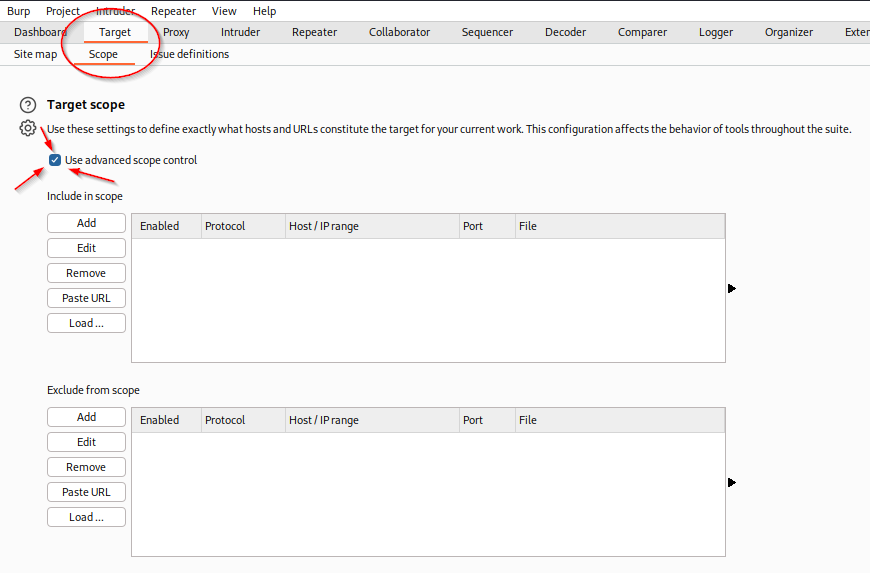 Burp Project Intruder Repeater View Help
Dashboard Target Proxy Intruder Repeater Collaborator Sequencer Decoder Comparer Logger Organizer Exten
Site map Scope Issue definitions
? Target scope
Use these settings to define exactly what hosts and URLs constitute the target for your current work. This configuration affects the behavior of tools throughout the suite.
Use advanced scope control
Include in scope
Add Enabled Protocol Host / IP range Port File
Edit
Remove
Paste URL
Load ...
Exclude from scope
Add Enabled Protocol Host / IP range Port File
Edit
Remove
Paste URL
Load ...